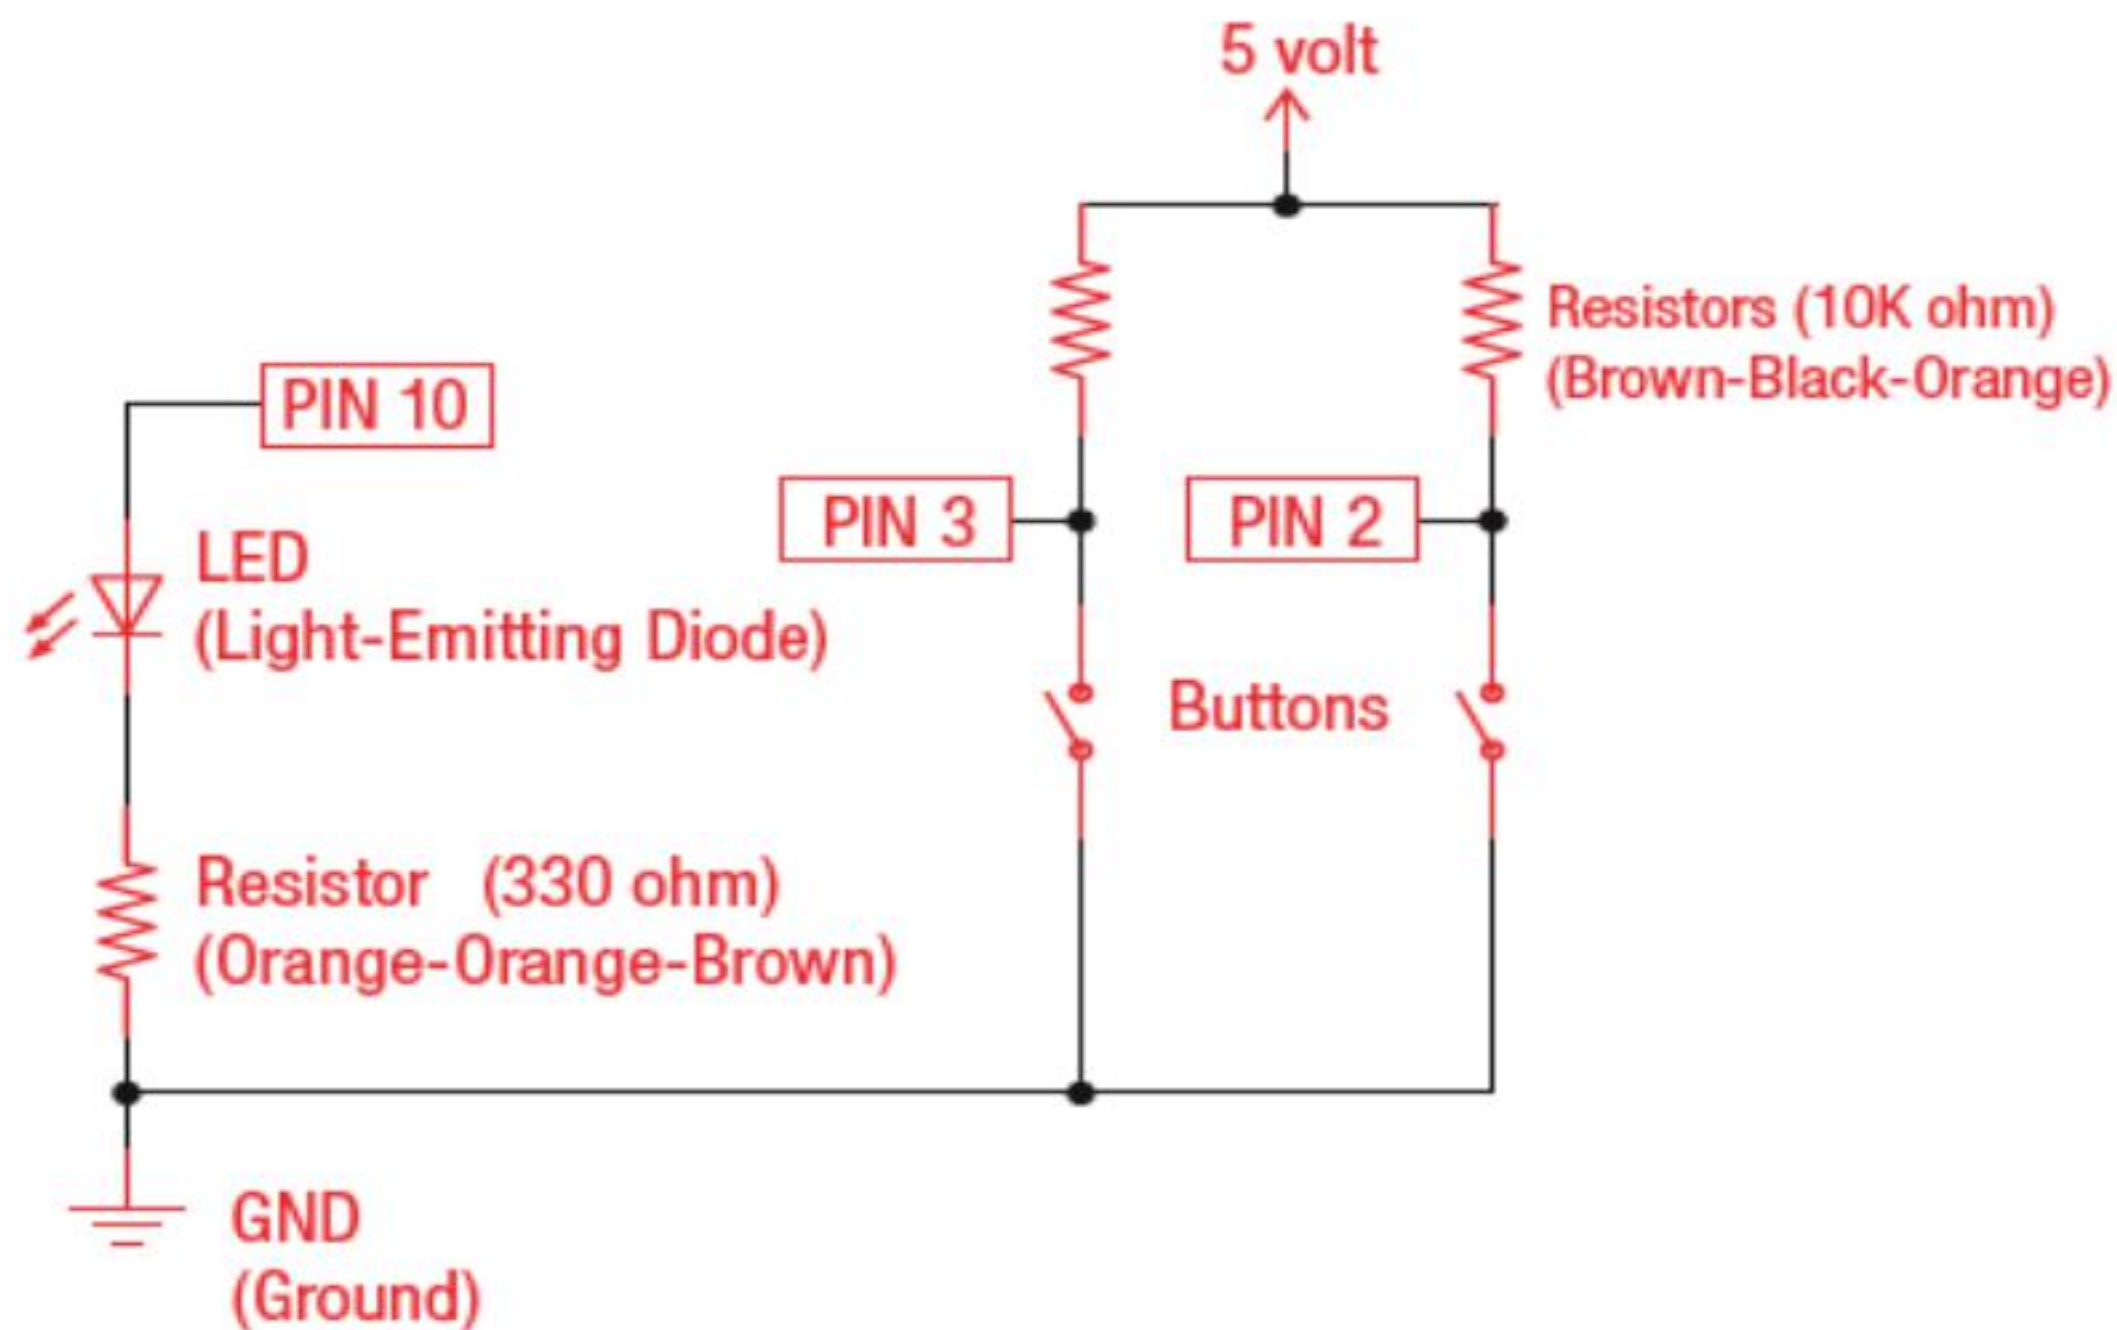 5 volt
Resistors (10K ohm)
(Brown-Black-Orange)
PIN 10
PIN 3
PIN 2
LED
(Light-Emitting Diode)
Buttons
Resistor (330 ohm)
(Orange-Orange-Brown)
GND
(Ground)